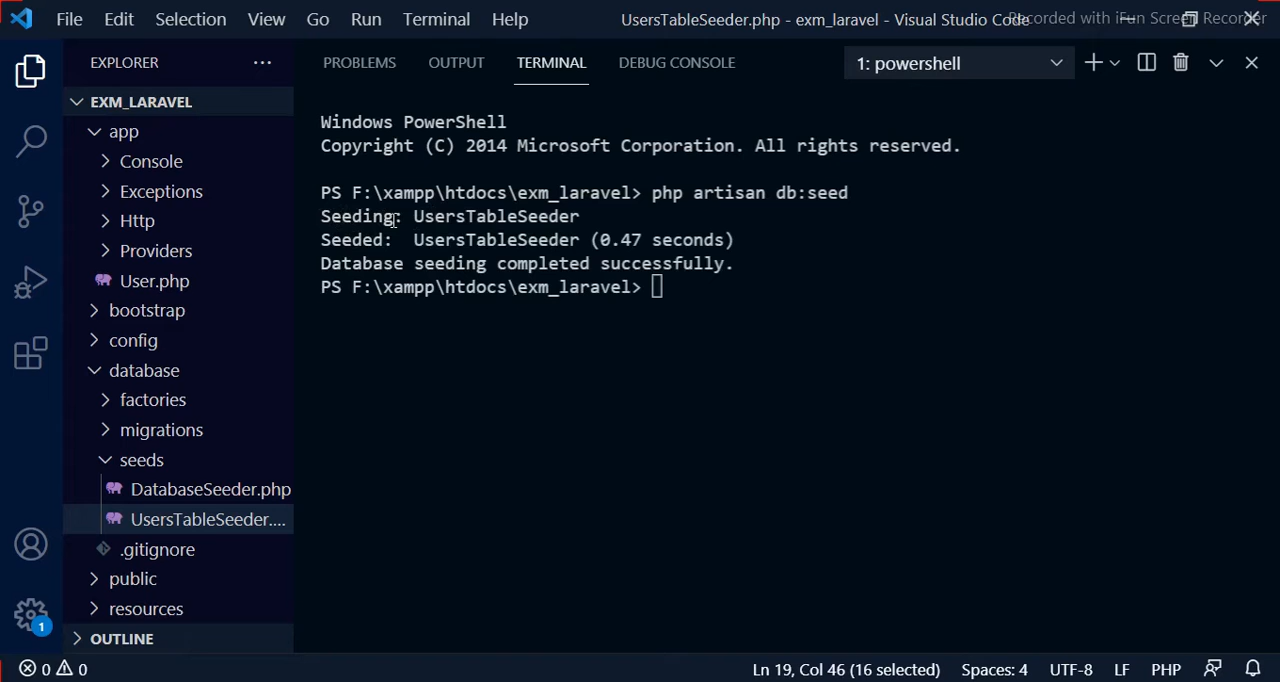 File Edit Selection View Go Run Terminal Help
UsersTableSeeder.php - exm_laravel - Visual Studio Code
Recorded with iFun Screen Recorder
EXPLORER
EXM_LARAVEL
app
Console
Exceptions
Http
Providers
User.php
bootstrap
config
database
factories
migrations
seeds
DatabaseSeeder.php
UsersTableSeeder....
.gitignore
public
resources
OUTLINE
1
PROBLEMS OUTPUT TERMINAL DEBUG CONSOLE
1: powershell
Windows PowerShell
Copyright (C) 2014 Microsoft Corporation. All rights reserved.
PS F:\xampp\htdocs\exm_laravel> php artisan db:seed
Seeding: UsersTableSeeder
Seeded:  UsersTableSeeder (0.47 seconds)
Database seeding completed successfully.
PS F:\xampp\htdocs\exm_laravel>
0 0
Ln 19, Col 46 (16 selected) Spaces: 4 UTF-8 LF PHP